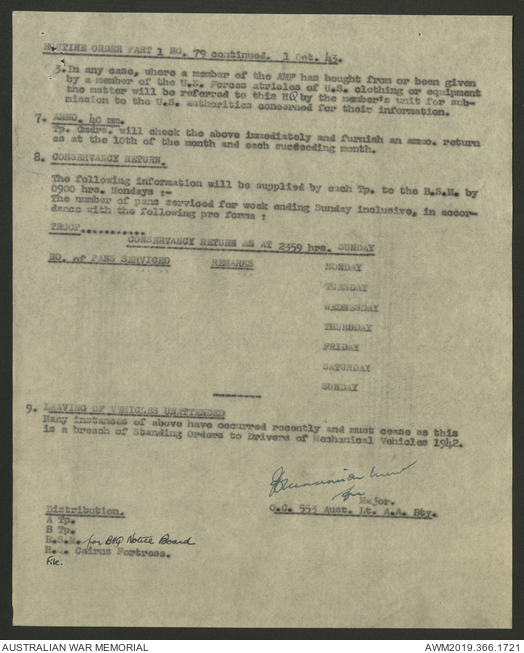 ROUTINE ORDER PART 1 NO. 79 continued. 1 Oct. 43.
3. In any case, where a member of the AMF has bought from or been given
by a member of the U.S. Forces atricles of U.S. clothing or equipment
the matter will be referred to this HQ by the member's unit for sub-
mission to the U.S. authorities concerned for their information.
7. AMMO. 40 mm.
Tp. Cmdrs. will check the above immediately and furnish an ammo. return
as at the 10th of the month and each succeeding month.
8. CONSERVANCY RETURN.
The following information will be supplied by each Tp. to the B.S.M. by
0900 hrs. Mondays :-
The number of pans serviced for week ending Sunday inclusive, in accor-
dance with the following pro forma :
TROOP...........
CONSERVANCY RETURN AS AT 2359 hrs. SUNDAY
NO. of PANS SERVICED REMARKS MONDAY
TUESDAY
WEDNESDAY
THURSDAY
FRIDAY
SATURDAY
SUNDAY
9. LEAVING OF VEHICLES UNATTENDED
Many instances of above have occurred recently and must cease as this
is a breach of Standing Orders to Drivers of Mechanical Vehicles 1942.
for
Major.
O.C. 553 Aust. Lt. A.A. Bty.
Distribution.
A Tp.
B Tp.
B.S.M. for BHQ Notice Board
H.Q. Cairns Fortress.
File.
AUSTRALIAN WAR MEMORIAL AWM2019.366.1721